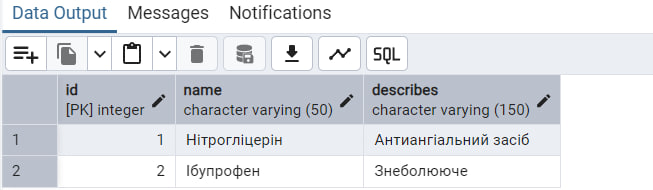 Data Output Messages Notifications
SQL
id name describes
[PK] integer character varying (50) character varying (150)
1 1 Нітрогліцерін Антиангіальний засіб
2 2 Ібупрофен Знеболююче